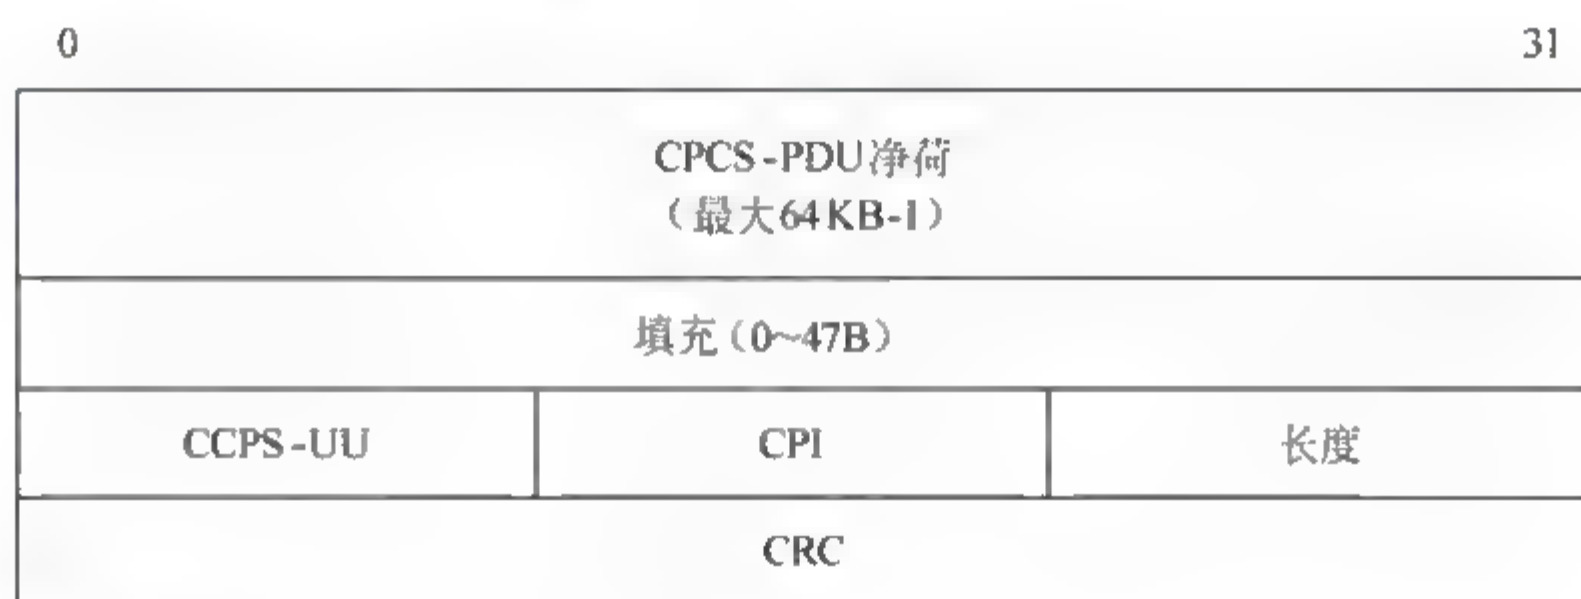 0 31
CPCS-PDU净荷
（最大64KB-1）
填充（0~47B）
CCPS-UU CPI 长度
CRC